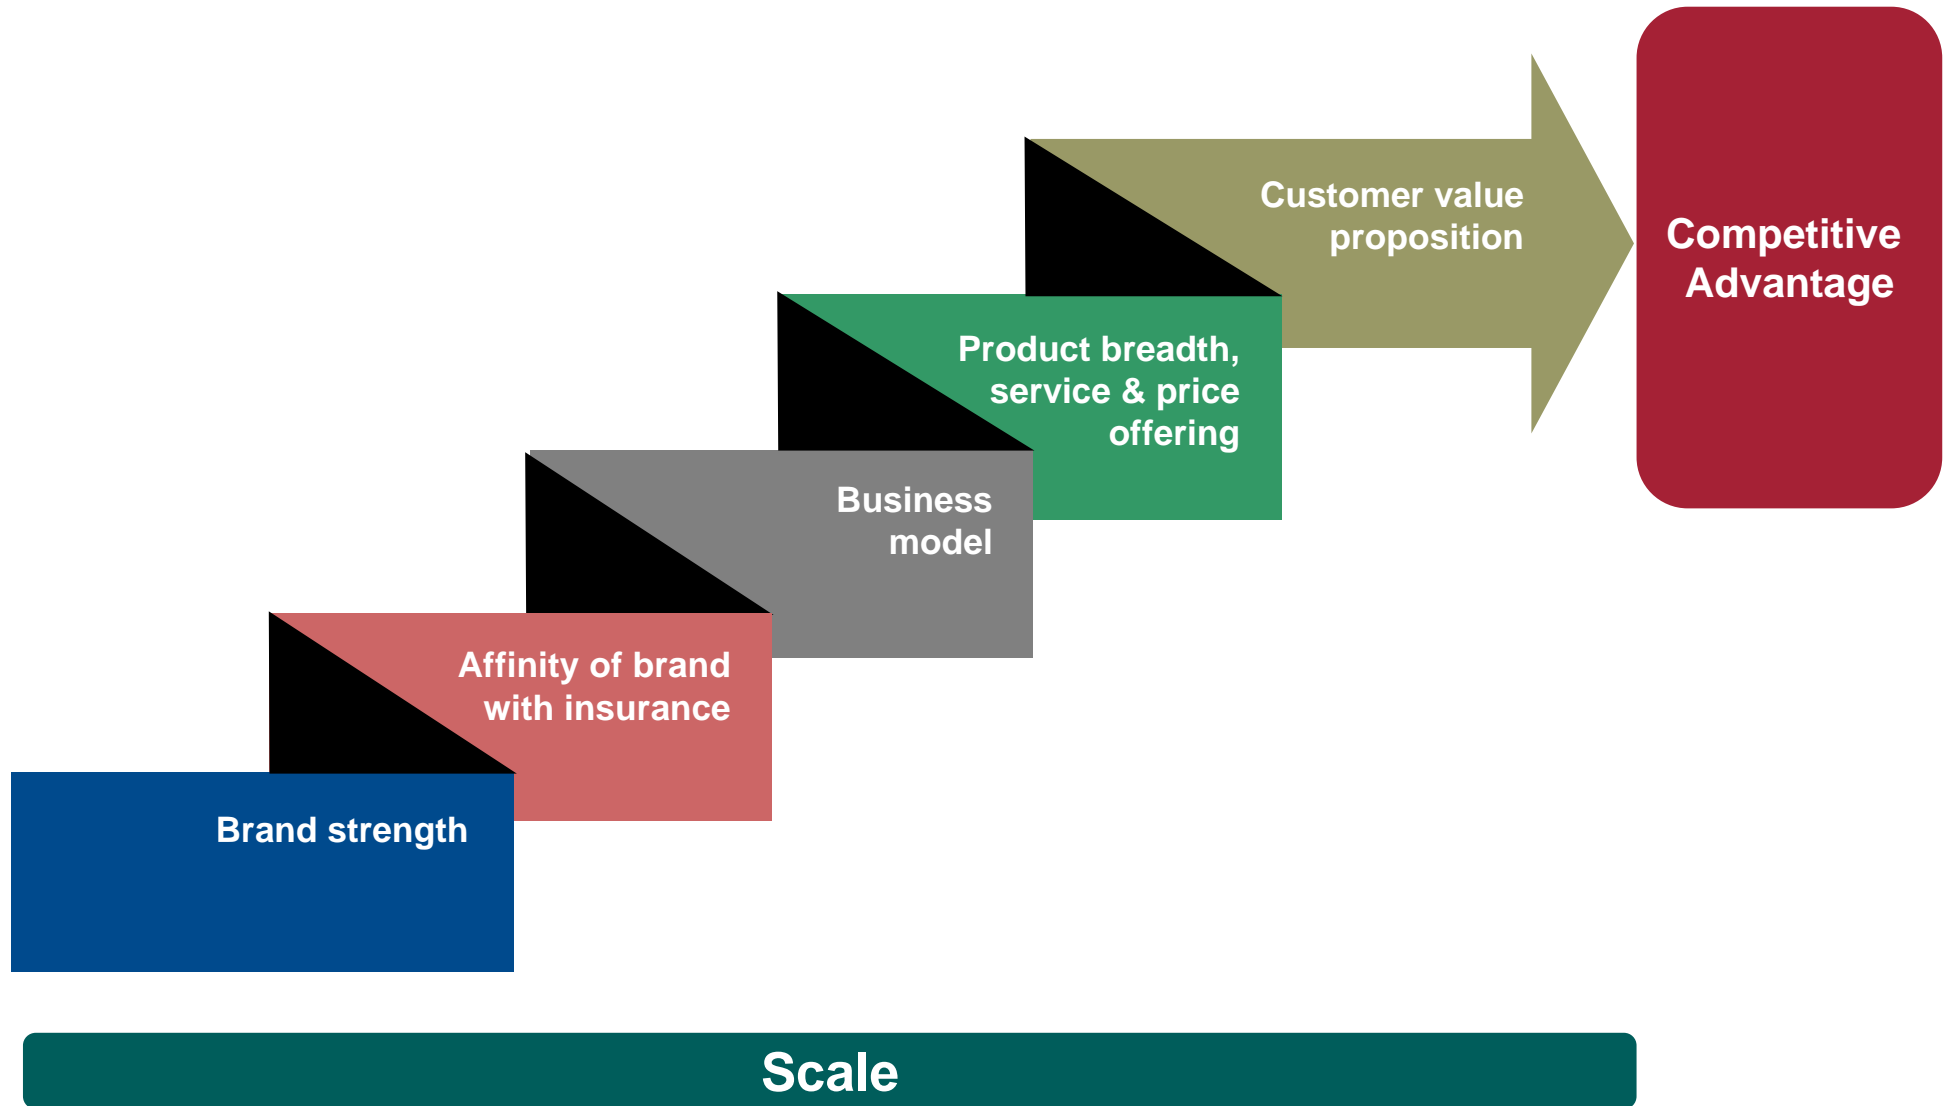 Customer value
proposition
Competitive
Advantage
Product breadth,
service & price
offering
Business
model
Affinity of brand
with insurance
Brand strength
Scale